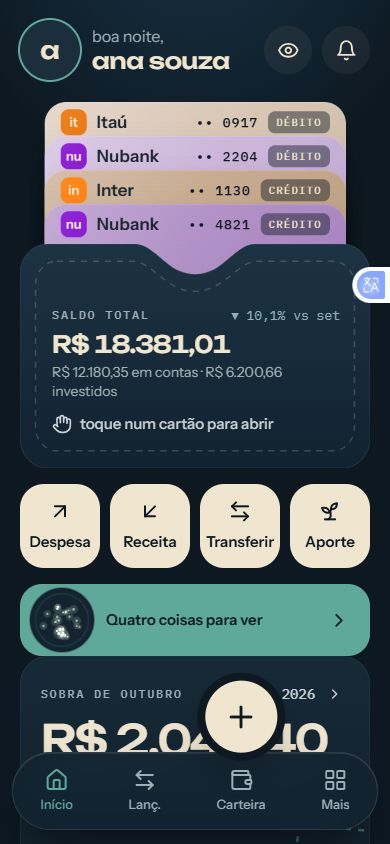 a
boa noite,
ana souza
it Itaú •• 0917 DÉBITO
nu Nubank •• 2204 DÉBITO
in Inter •• 1130 CRÉDITO
nu Nubank •• 4821 CRÉDITO
SALDO TOTAL ▼ 10,1% vs set
R$ 18.381,01
R$ 12.180,35 em contas · R$ 6.200,66
investidos
toque num cartão para abrir
Despesa Receita Transferir Aporte
Quatro coisas para ver
SOBRA DE OUTUBRO 2026
R$ 2.04 40
Início Lanç. Carteira Mais